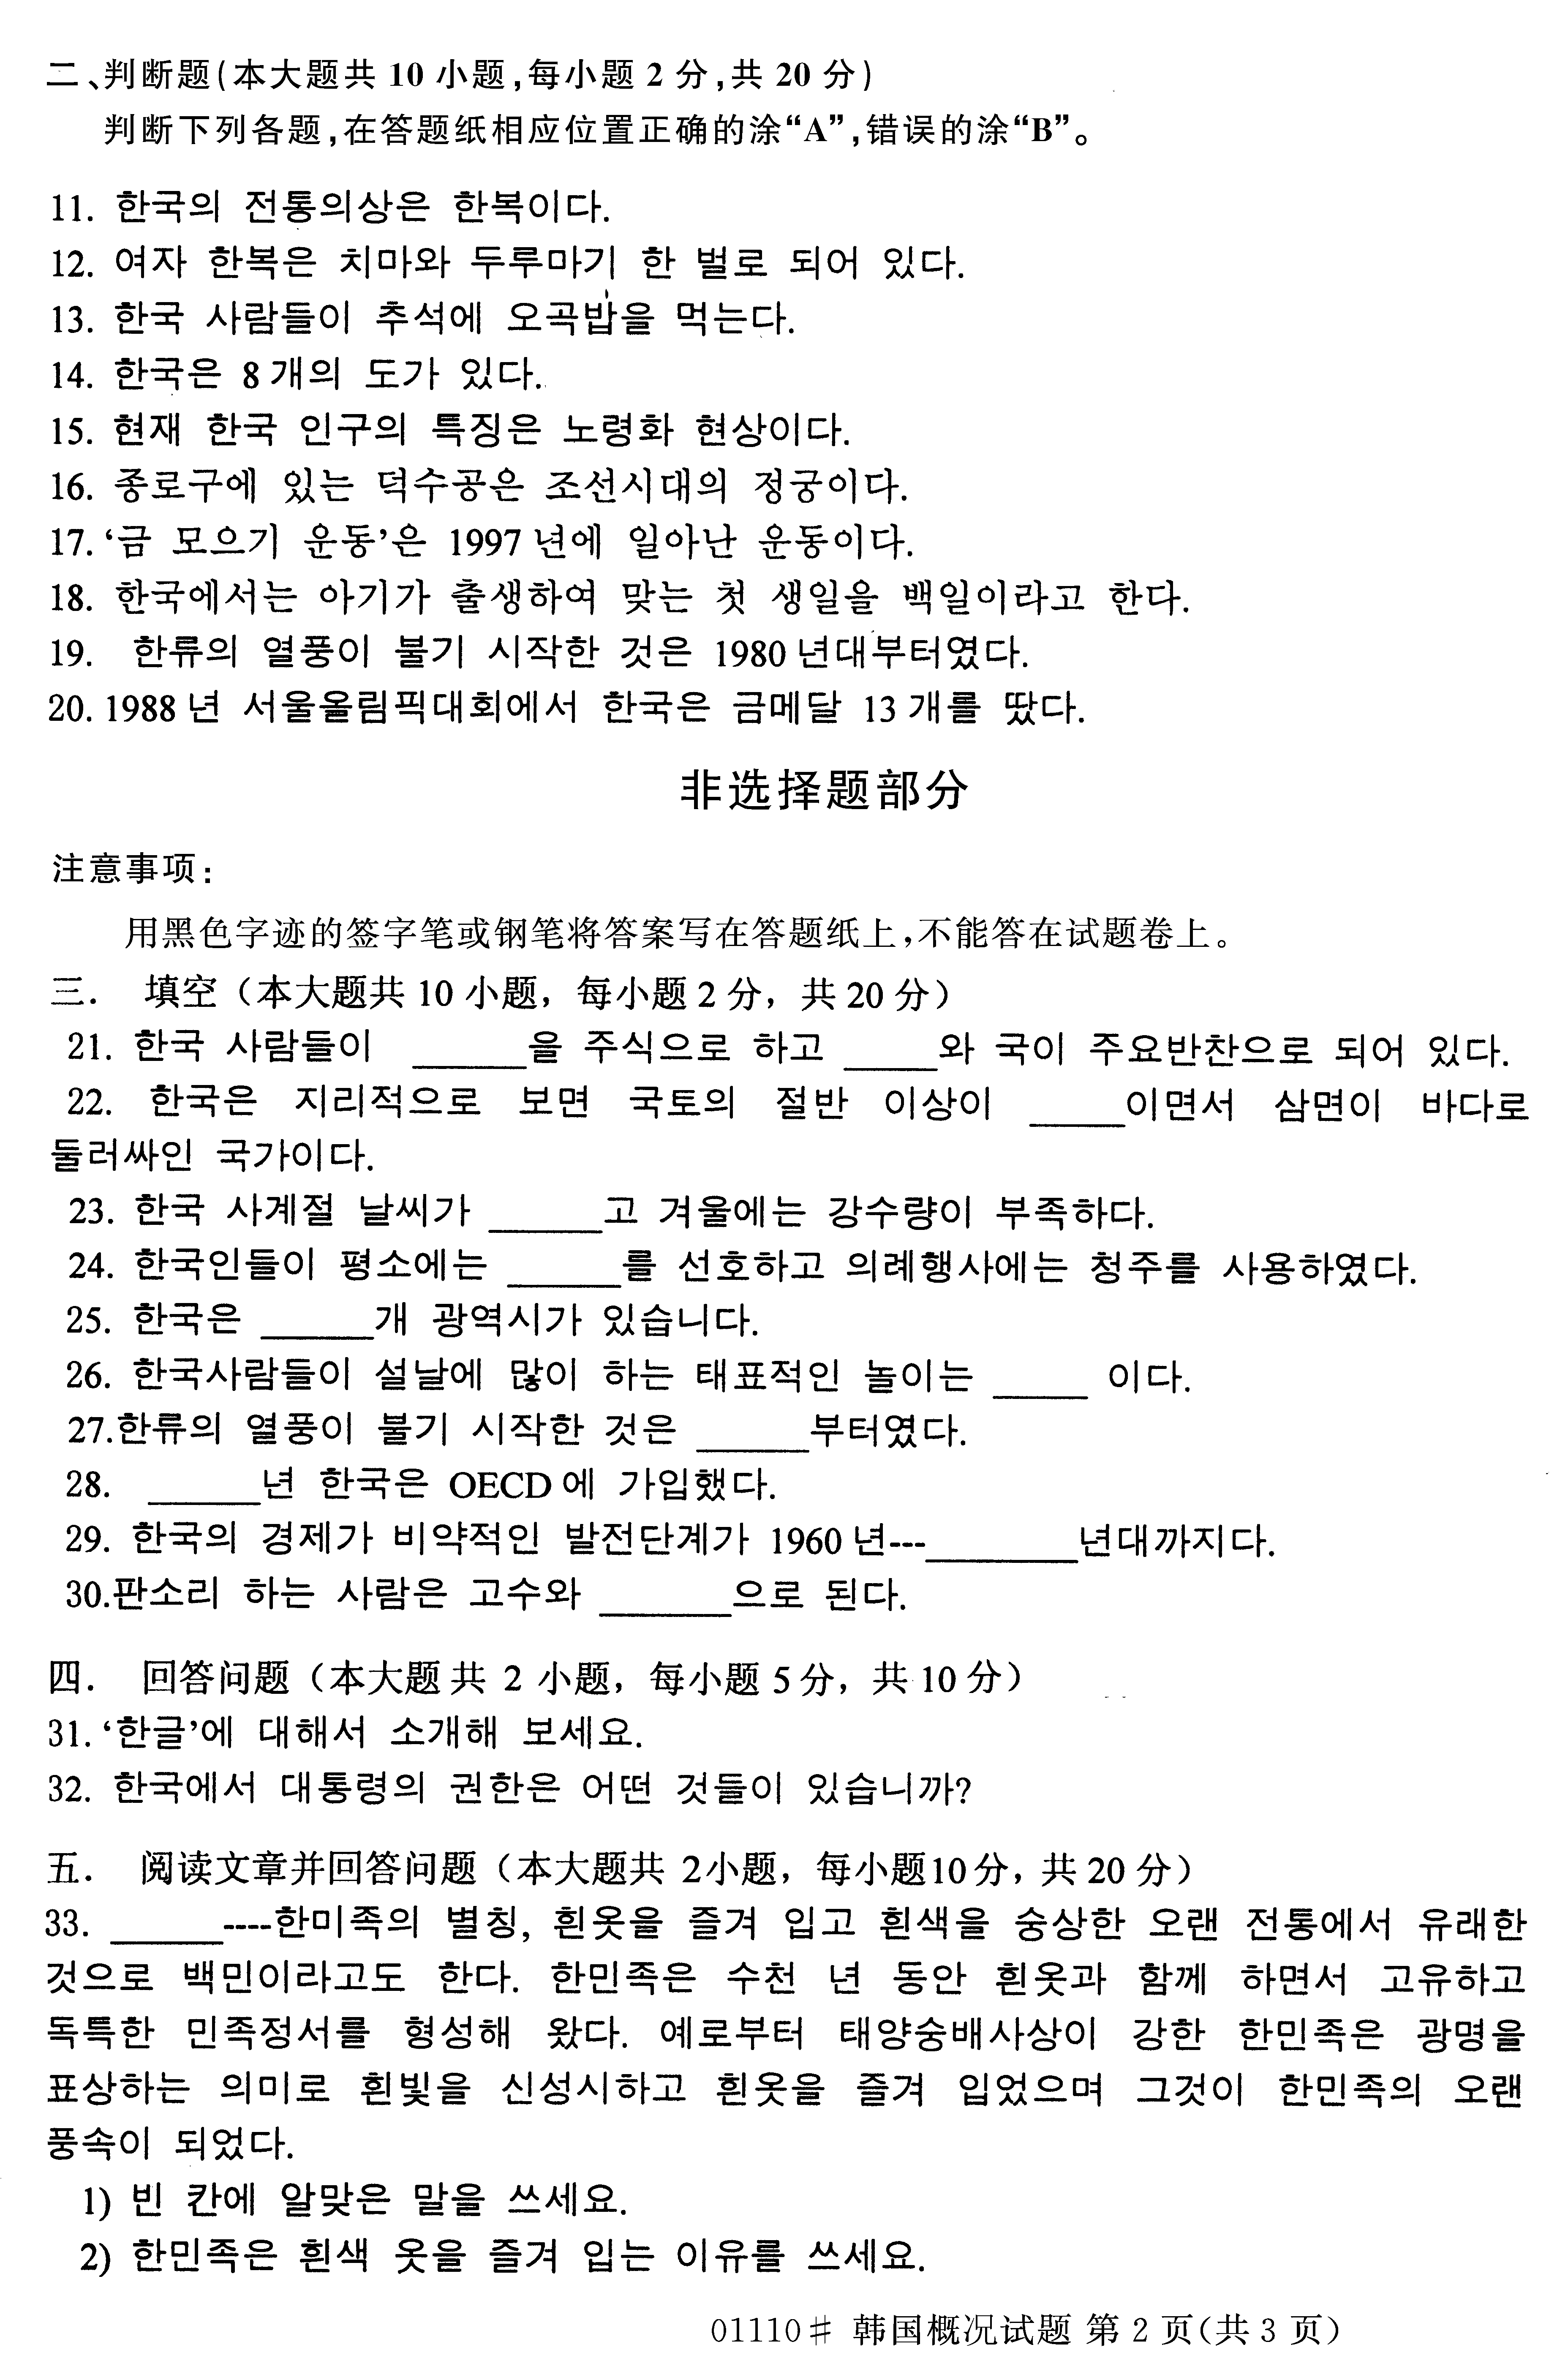 二、判断题(本大题共 10 小题,每小题 2 分,共 20 分)
判断下列各题,在答题纸相应位置正确的涂“A”,错误的涂“B”。
11. 한국의 전통의상은 한복이다.
12. 여자 한복은 치마와 두루마기 한 벌로 되어 있다.
13. 한국 사람들이 추석에 오곡밥을 먹는다.
14. 한국은 8개의 도가 있다.
15. 현재 한국 인구의 특징은 노령화 현상이다.
16. 종로구에 있는 덕수공은 조선시대의 정궁이다.
17. ‘금 모으기 운동’은 1997년에 일아난 운동이다.
18. 한국에서는 아기가 출생하여 맞는 첫 생일을 백일이라고 한다.
19. 한류의 열풍이 불기 시작한 것은 1980년대부터였다.
20. 1988년 서울올림픽대회에서 한국은 금메달 13개를 땄다.
非选择题部分
注意事项:
用黑色字迹的签字笔或钢笔将答案写在答题纸上,不能答在试题卷上。
三. 填空（本大题共 10 小题，每小题 2 分，共 20 分）
21. 한국 사람들이 ______을 주식으로 하고 _____와 국이 주요반찬으로 되어 있다.
22. 한국은 지리적으로 보면 국토의 절반 이상이 _____이면서 삼면이 바다로
둘러싸인 국가이다.
23. 한국 사계절 날씨가 ______고 겨울에는 강수량이 부족하다.
24. 한국인들이 평소에는 ______를 선호하고 의례행사에는 청주를 사용하였다.
25. 한국은 ______개 광역시가 있습니다.
26. 한국사람들이 설날에 많이 하는 태표적인 놀이는 _____ 이다.
27.한류의 열풍이 불기 시작한 것은 ______부터였다.
28. ______년 한국은 OECD에 가입했다.
29. 한국의 경제가 비약적인 발전단계가 1960년---________년대까지다.
30.판소리 하는 사람은 고수와 _______으로 된다.
四. 回答问题（本大题共 2 小题，每小题 5 分，共 10 分）
31. ‘한글’에 대해서 소개해 보세요.
32. 한국에서 대통령의 권한은 어떤 것들이 있습니까?
五. 阅读文章并回答问题（本大题共 2小题，每小题10分，共 20 分）
33. ______----한미족의 별칭, 흰옷을 즐겨 입고 흰색을 숭상한 오랜 전통에서 유래한
것으로 백민이라고도 한다. 한민족은 수천 년 동안 흰옷과 함께 하면서 고유하고
독특한 민족정서를 형성해 왔다. 예로부터 태양숭배사상이 강한 한민족은 광명을
표상하는 의미로 흰빛을 신성시하고 흰옷을 즐겨 입었으며 그것이 한민족의 오랜
풍속이 되었다.
1) 빈 칸에 알맞은 말을 쓰세요.
2) 한민족은 흰색 옷을 즐겨 입는 이유를 쓰세요.
01110# 韩国概况试题 第 2 页(共 3 页)